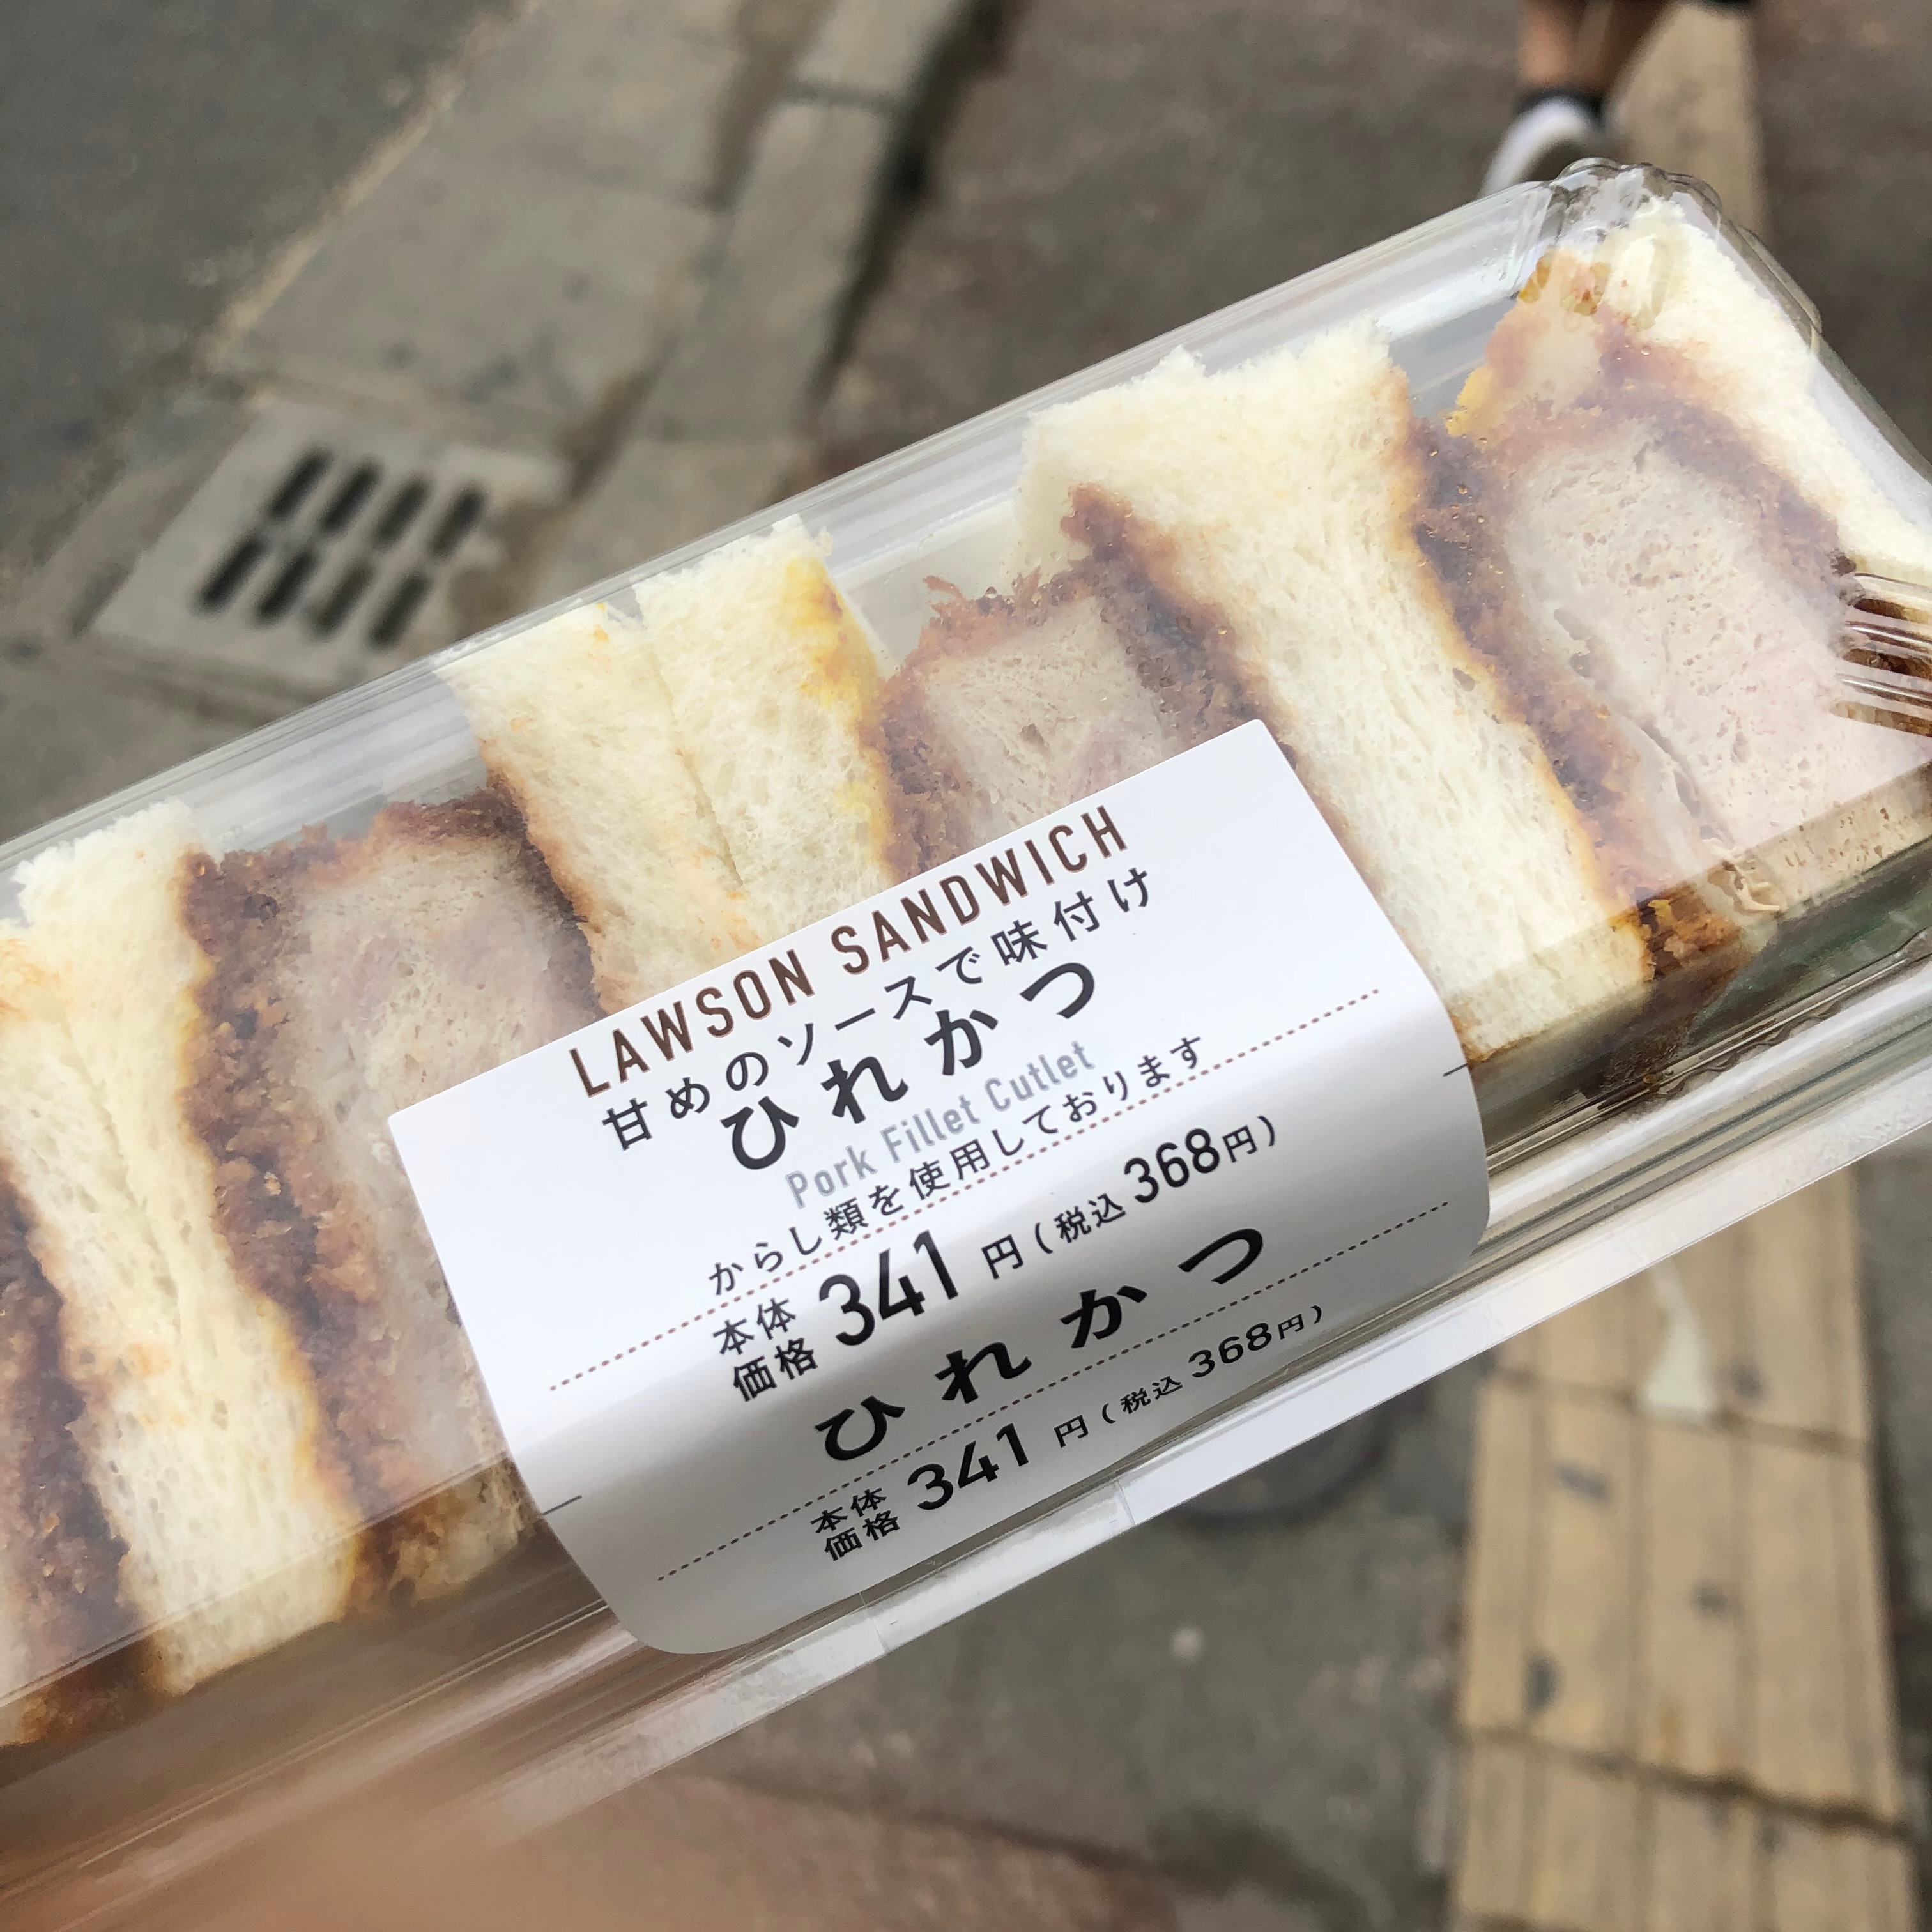 LAWSON SANDWICH
甘めのソースで味付け
ひれかつ
Pork Fillet Cutlet
からし類を使用しております
本体価格 341円(税込368円)
ひれかつ
本体価格 341円(税込368円)